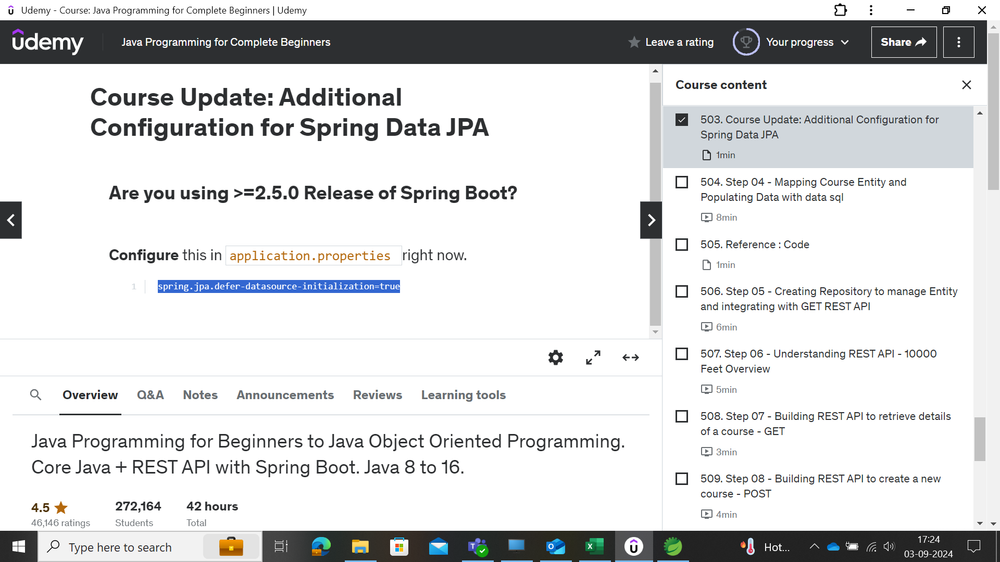 Udemy - Course: Java Programming for Complete Beginners | Udemy
udemy
Java Programming for Complete Beginners
Leave a rating
Your progress
Share
Course Update: Additional
Configuration for Spring Data JPA
Are you using >=2.5.0 Release of Spring Boot?
Configure this in application.properties right now.
1 spring.jpa.defer-datasource-initialization=true
Overview Q&A Notes Announcements Reviews Learning tools
Java Programming for Beginners to Java Object Oriented Programming.
Core Java + REST API with Spring Boot. Java 8 to 16.
4.5 272,164 42 hours
46,146 ratings Students Total
Course content
503. Course Update: Additional Configuration for
Spring Data JPA
1min
504. Step 04 - Mapping Course Entity and
Populating Data with data sql
8min
505. Reference : Code
1min
506. Step 05 - Creating Repository to manage Entity
and integrating with GET REST API
6min
507. Step 06 - Understanding REST API - 10000
Feet Overview
5min
508. Step 07 - Building REST API to retrieve details
of a course - GET
3min
509. Step 08 - Building REST API to create a new
course - POST
4min
Type here to search
Hot...
17:24
03-09-2024